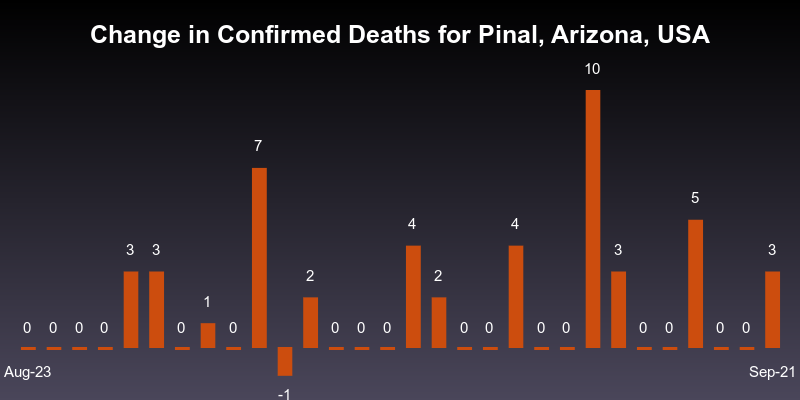 Change in Confirmed Deaths for Pinal, Arizona, USA
10
7
5
4 4
3 3 3 3
2 2
1
0 0 0 0 0 0 0 0 0 0 0 0 0 0 0 0 0
Aug-23 Sep-21
-1